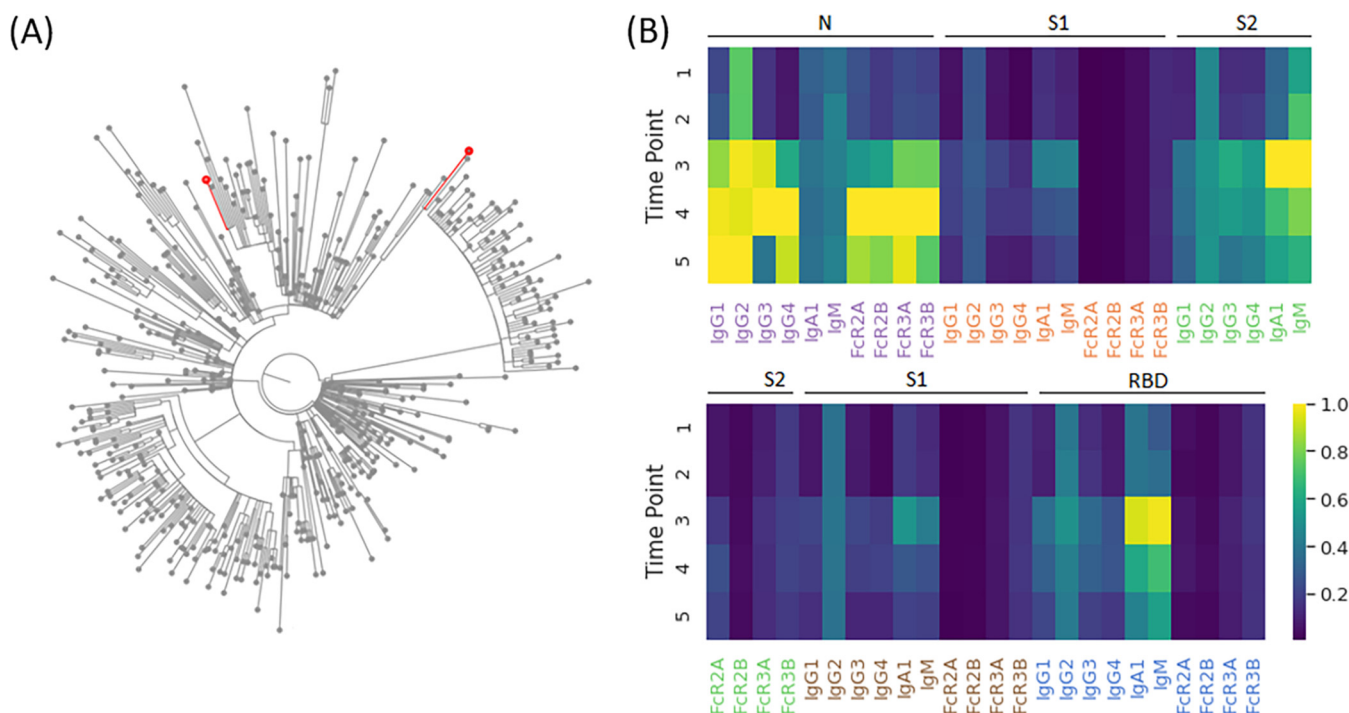 (A)
(B)
N S1 S2
Time Point
1
2
3
4
5
IgG1 IgG2 IgG3 IgG4 IgA1 IgM FcR2A FcR2B FcR3A FcR3B IgG1 IgG2 IgG3 IgG4 IgA1 IgM FcR2A FcR2B FcR3A FcR3B IgG1 IgG2 IgG3 IgG4 IgA1 IgM
S2 S1 RBD
Time Point
1
2
3
4
5
FcR2A FcR2B FcR3A FcR3B IgG1 IgG2 IgG3 IgG4 IgA1 IgM FcR2A FcR2B FcR3A FcR3B IgG1 IgG2 IgG3 IgG4 IgA1 IgM FcR2A FcR2B FcR3A FcR3B
1.0
0.8
0.6
0.4
0.2